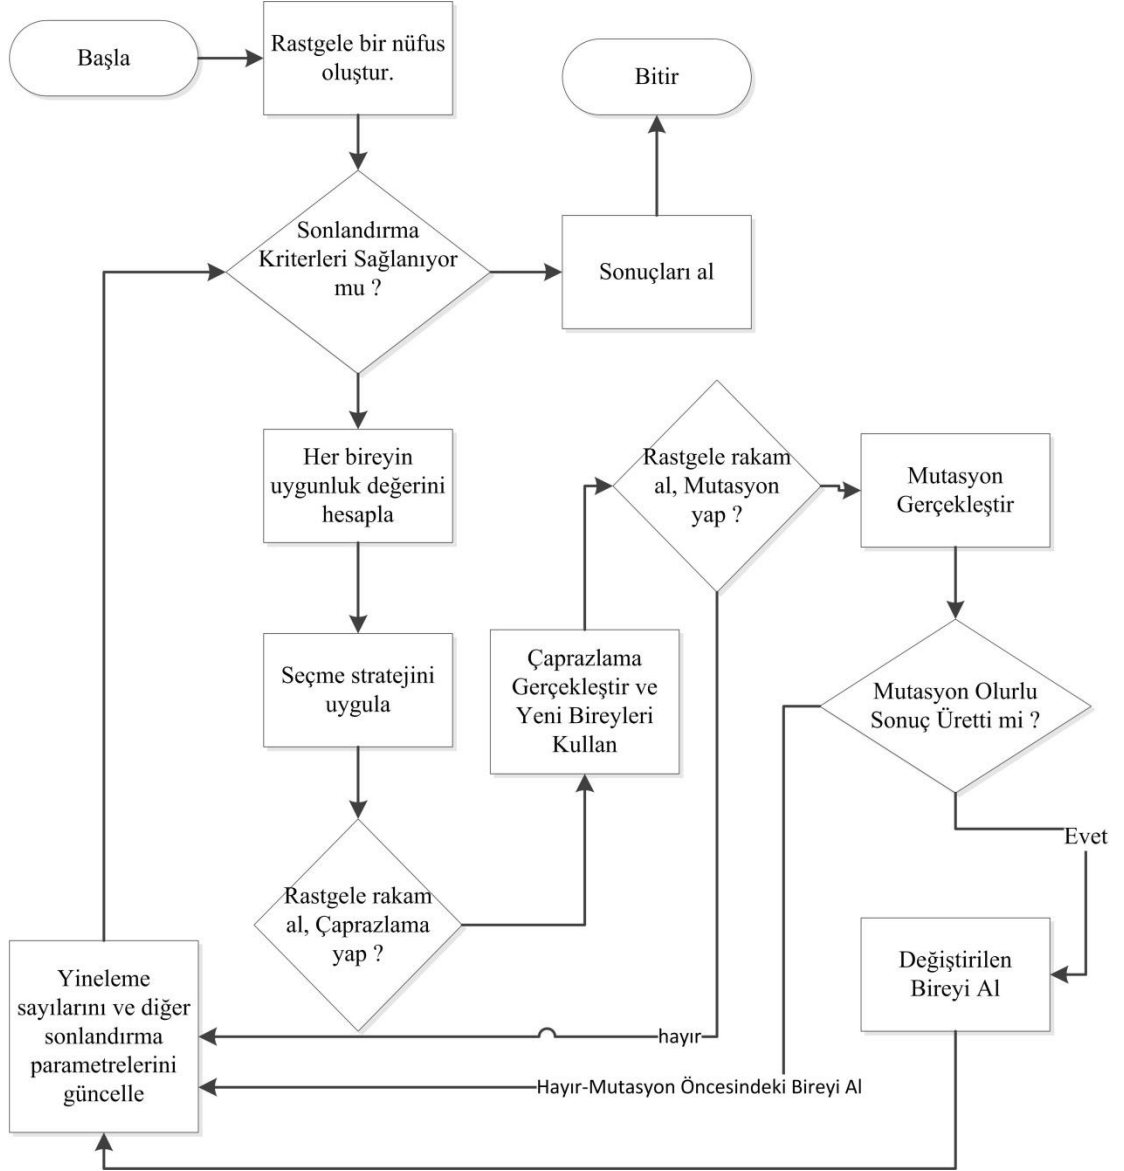 Başla
Rastgele bir nüfus
oluştur.
Bitir
Sonlandırma
Kriterleri Sağlanıyor
mu ?
Sonuçları al
Her bireyin
uygunluk değerini
hesapla
Rastgele rakam
al, Mutasyon
yap ?
Mutasyon
Gerçekleştir
Seçme stratejini
uygula
Çaprazlama
Gerçekleştir ve
Yeni Bireyleri
Kullan
Mutasyon Olurlu
Sonuç Üretti mi ?
Evet
Rastgele rakam
al, Çaprazlama
yap ?
Değiştirilen
Bireyi Al
Yineleme
sayılarını ve diğer
sonlandırma
parametrelerini
güncelle
hayır
Hayır-Mutasyon Öncesindeki Bireyi Al